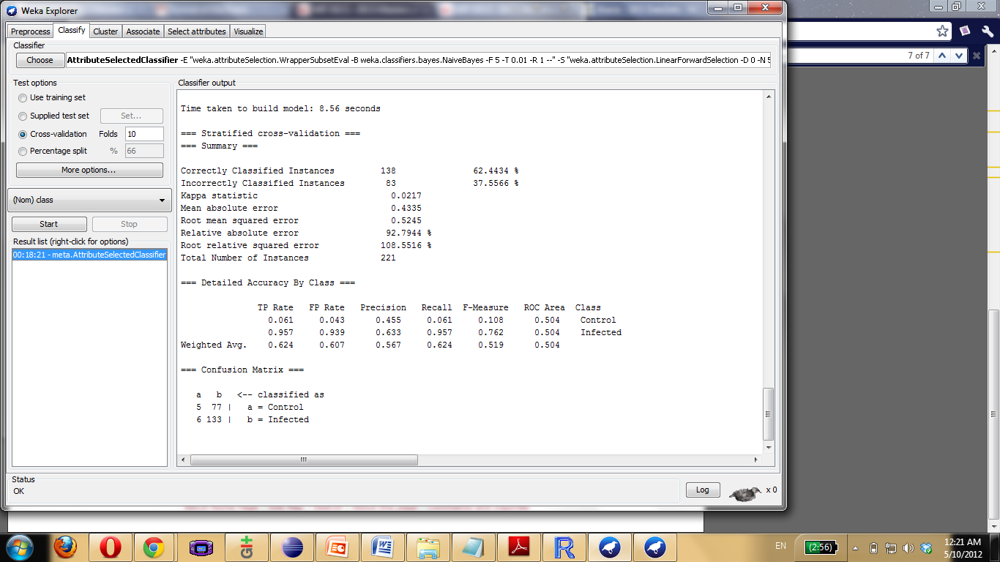 Weka Explorer
Preprocess Classify Cluster Associate Select attributes Visualize
7 of 7
Classifier
Choose AttributeSelectedClassifier -E "weka.attributeSelection.WrapperSubsetEval -B weka.classifiers.bayes.NaiveBayes -F 5 -T 0.01 -R 1 --" -S "weka.attributeSelection.LinearForwardSelection -D 0 -N 5
Test options
Use training set
Supplied test set Set...
Cross-validation Folds 10
Percentage split % 66
More options...
(Nom) class
Start Stop
Result list (right-click for options)
00:18:21 - meta.AttributeSelectedClassifier
Classifier output
Time taken to build model: 8.56 seconds
=== Stratified cross-validation ===
=== Summary ===
Correctly Classified Instances 138 62.4434 %
Incorrectly Classified Instances 83 37.5566 %
Kappa statistic 0.0217
Mean absolute error 0.4335
Root mean squared error 0.5245
Relative absolute error 92.7944 %
Root relative squared error 108.5516 %
Total Number of Instances 221
=== Detailed Accuracy By Class ===
TP Rate FP Rate Precision Recall F-Measure ROC Area Class
0.061 0.043 0.455 0.061 0.108 0.504 Control
0.957 0.939 0.633 0.957 0.762 0.504 Infected
Weighted Avg. 0.624 0.607 0.567 0.624 0.519 0.504
=== Confusion Matrix ===
a b <-- classified as
5 77 | a = Control
6 133 | b = Infected
Status
OK
Log x 0
EN (2:56) 12:21 AM
5/10/2012